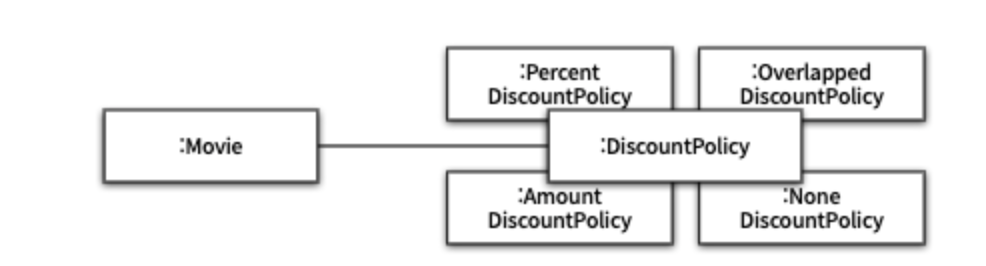 :Percent
DiscountPolicy
:Overlapped
DiscountPolicy
:Movie
:DiscountPolicy
:Amount
DiscountPolicy
:None
DiscountPolicy